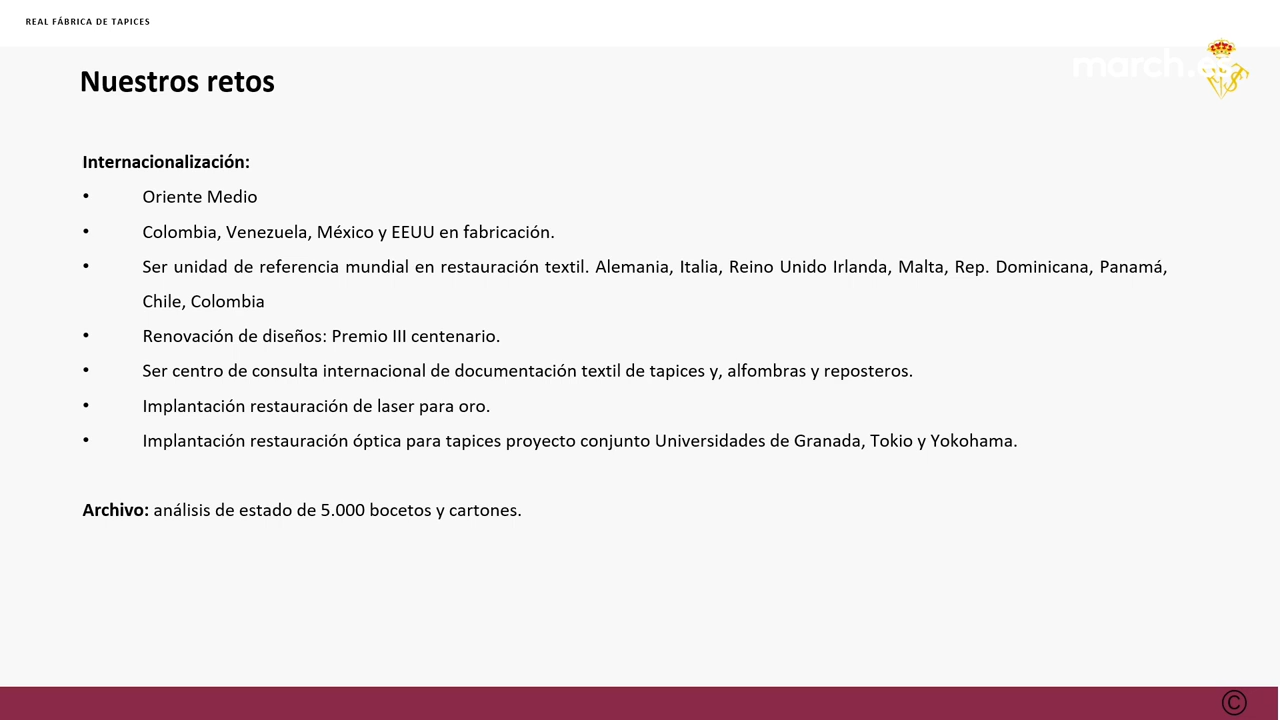 REAL FÁBRICA DE TAPICES
march.es
Nuestros retos
Internacionalización:
• Oriente Medio
• Colombia, Venezuela, México y EEUU en fabricación.
• Ser unidad de referencia mundial en restauración textil. Alemania, Italia, Reino Unido Irlanda, Malta, Rep. Dominicana, Panamá,
Chile, Colombia
• Renovación de diseños: Premio III centenario.
• Ser centro de consulta internacional de documentación textil de tapices y, alfombras y reposteros.
• Implantación restauración de laser para oro.
• Implantación restauración óptica para tapices proyecto conjunto Universidades de Granada, Tokio y Yokohama.
Archivo: análisis de estado de 5.000 bocetos y cartones.
©